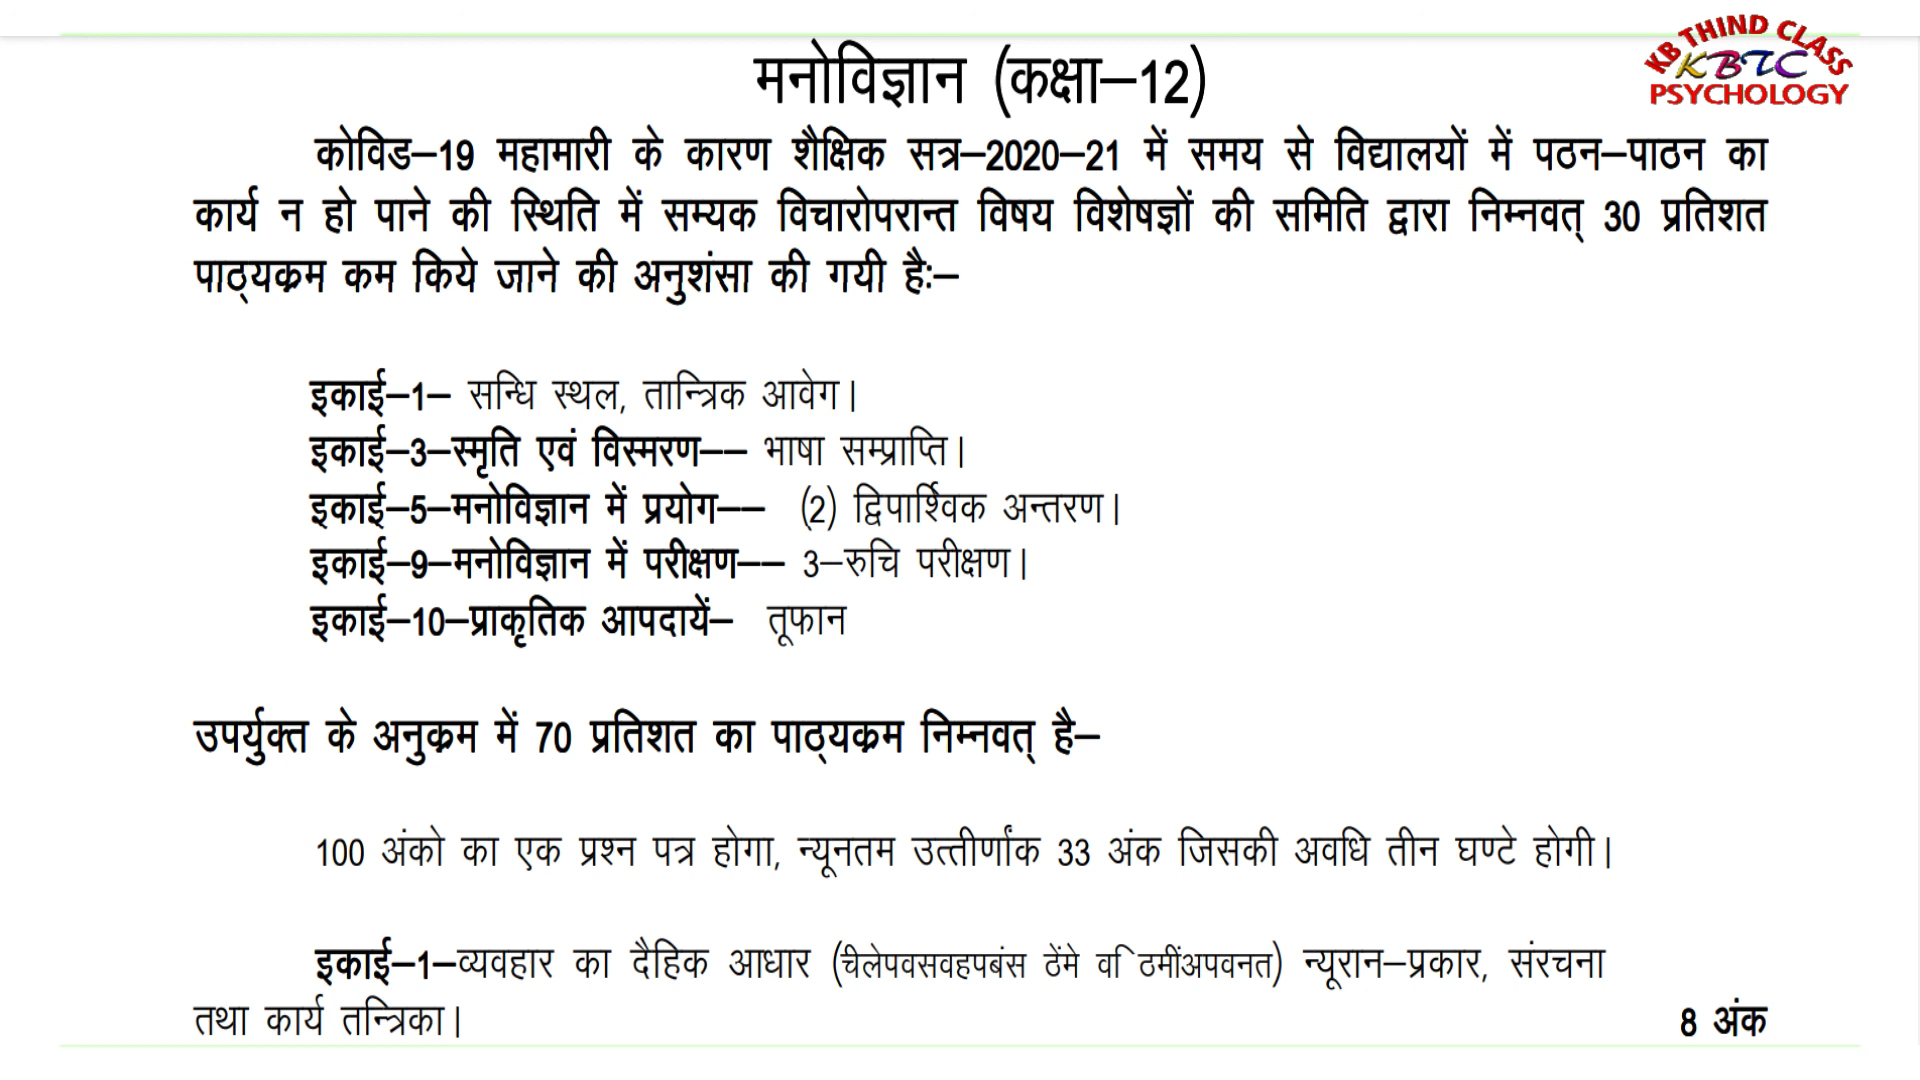 KB THIND CLASS
KBTC
PSYCHOLOGY
मनोविज्ञान (कक्षा–12)
कोविड–19 महामारी के कारण शैक्षिक सत्र–2020–21 में समय से विद्यालयों में पठन–पाठन का
कार्य न हो पाने की स्थिति में सम्यक विचारोपरान्त विषय विशेषज्ञों की समिति द्वारा निम्नवत् 30 प्रतिशत
पाठ्यक्रम कम किये जाने की अनुशंसा की गयी हैः–
इकाई–1– सन्धि स्थल, तान्त्रिक आवेग।
इकाई–3–स्मृति एवं विस्मरण–– भाषा सम्प्राप्ति।
इकाई–5–मनोविज्ञान में प्रयोग–– (2) द्विपार्श्विक अन्तरण।
इकाई–9–मनोविज्ञान में परीक्षण–– 3–रुचि परीक्षण।
इकाई–10–प्राकृतिक आपदायें– तूफान
उपर्युक्त के अनुक्रम में 70 प्रतिशत का पाठ्यक्रम निम्नवत् है–
100 अंको का एक प्रश्न पत्र होगा, न्यूनतम उत्तीर्णांक 33 अंक जिसकी अवधि तीन घण्टे होगी।
इकाई–1–व्यवहार का दैहिक आधार (चीलेपवसवहपबंस ठेंमे व िठमींअपवनत) न्यूरान–प्रकार, संरचना
तथा कार्य तन्त्रिका। 8 अंक